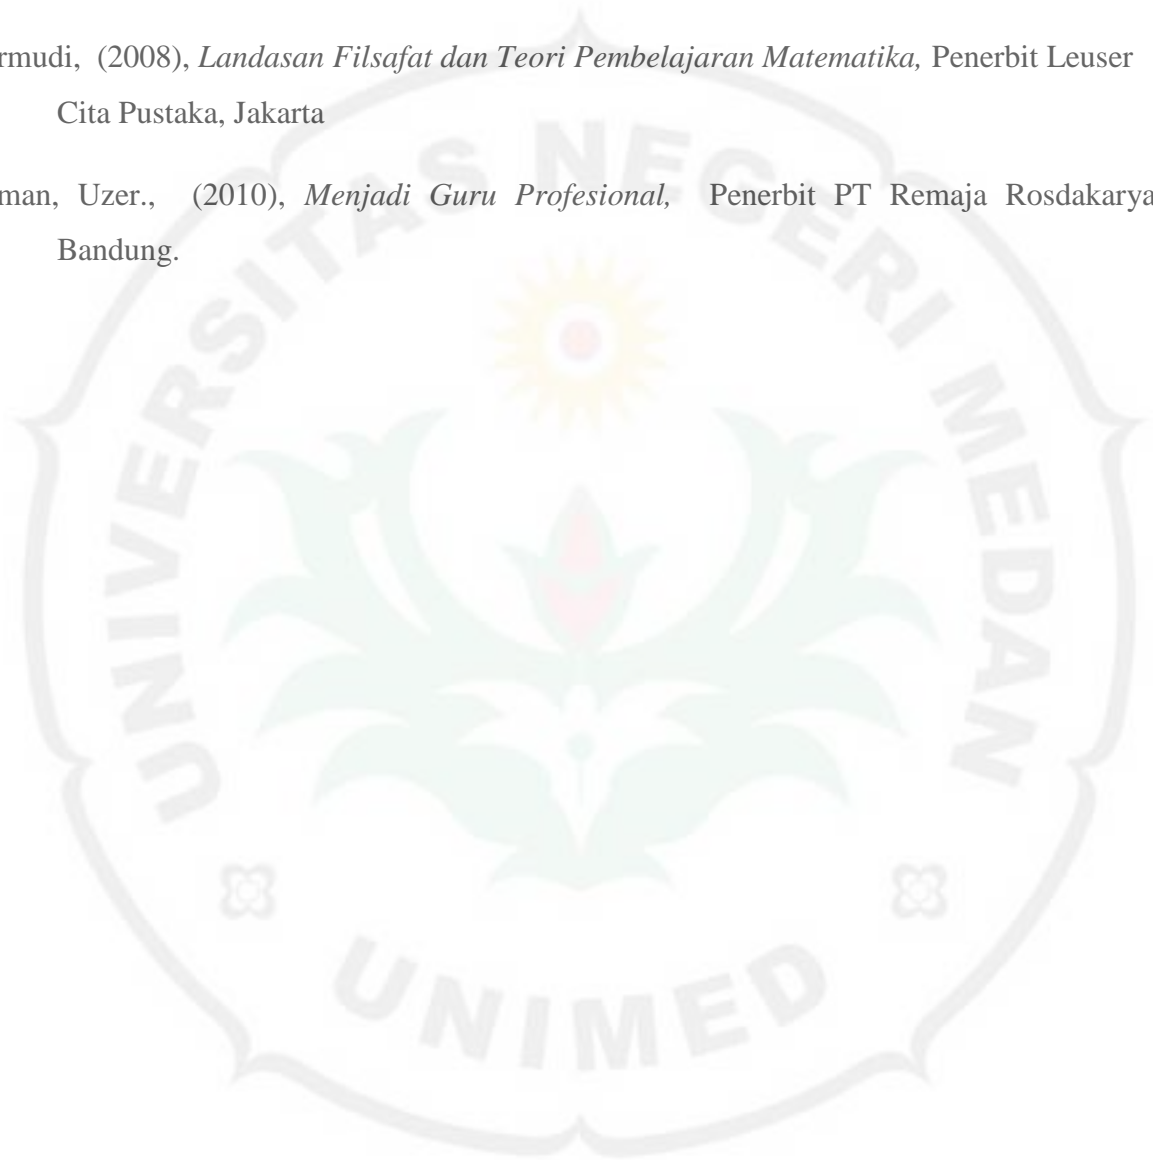 rmudi, (2008), Landasan Filsafat dan Teori Pembelajaran Matematika, Penerbit Leuser
Cita Pustaka, Jakarta
man, Uzer., (2010), Menjadi Guru Profesional, Penerbit PT Remaja Rosdakarya
Bandung.
UNIVERSITAS NEGERI MEDAN
UNIMED